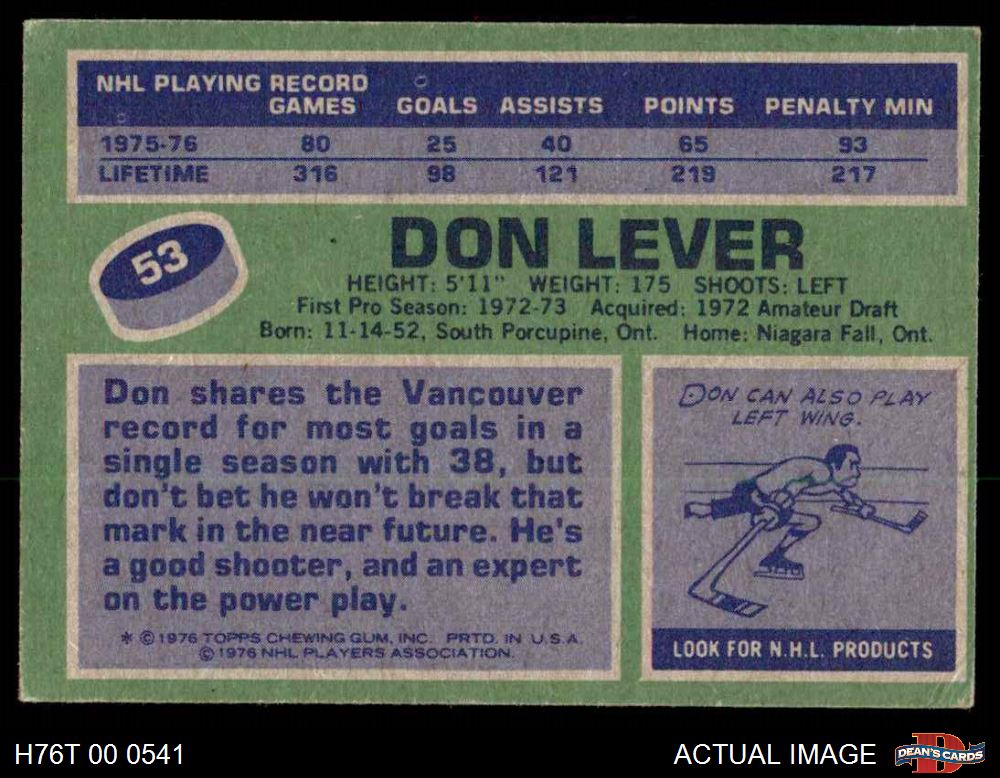 NHL PLAYING RECORD
GAMES GOALS ASSISTS POINTS PENALTY MIN
1975-76 80 25 40 65 93
LIFETIME 316 98 121 219 217
53
DON LEVER
HEIGHT: 5'11" WEIGHT: 175 SHOOTS: LEFT
First Pro Season: 1972-73 Acquired: 1972 Amateur Draft
Born: 11-14-52, South Porcupine, Ont. Home: Niagara Fall, Ont.
Don shares the Vancouver
record for most goals in a
single season with 38, but
don't bet he won't break that
mark in the near future. He's
a good shooter, and an expert
on the power play.
* © 1976 TOPPS CHEWING GUM, INC. PRTD. IN U.S.A.
© 1976 NHL PLAYERS ASSOCIATION.
DON CAN ALSO PLAY
LEFT WING.
LOOK FOR N.H.L. PRODUCTS
H76T 00 0541
ACTUAL IMAGE
DEAN'S CARDS